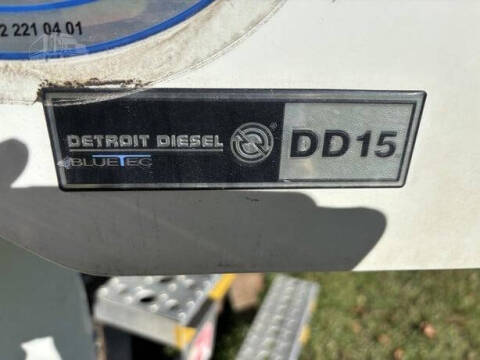 2 221 04 01
DETROIT DIESEL
BLUETEC
®
DD15